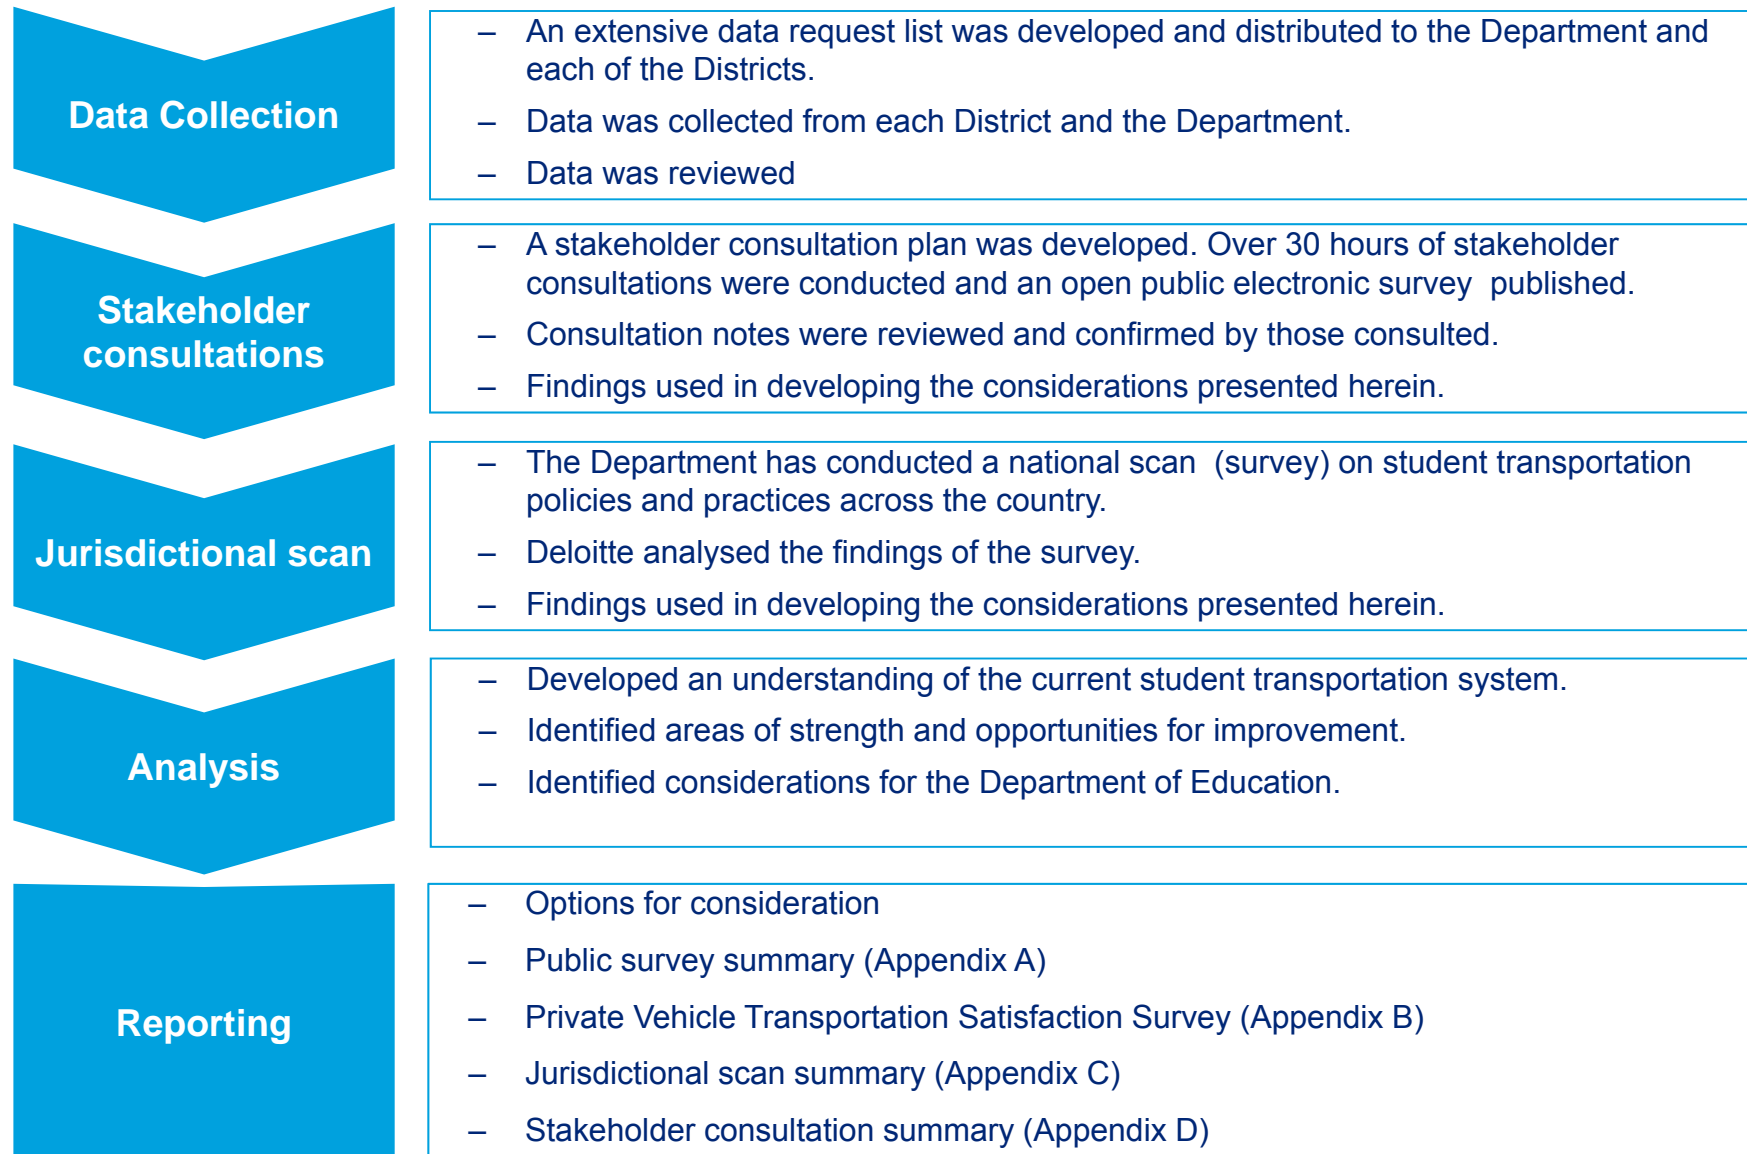 Data Collection
– An extensive data request list was developed and distributed to the Department and
each of the Districts.
– Data was collected from each District and the Department.
– Data was reviewed
Stakeholder
consultations
– A stakeholder consultation plan was developed. Over 30 hours of stakeholder
consultations were conducted and an open public electronic survey  published.
– Consultation notes were reviewed and confirmed by those consulted.
– Findings used in developing the considerations presented herein.
Jurisdictional scan
– The Department has conducted a national scan  (survey) on student transportation
policies and practices across the country.
– Deloitte analysed the findings of the survey.
– Findings used in developing the considerations presented herein.
Analysis
– Developed an understanding of the current student transportation system.
– Identified areas of strength and opportunities for improvement.
– Identified considerations for the Department of Education.
Reporting
– Options for consideration
– Public survey summary (Appendix A)
– Private Vehicle Transportation Satisfaction Survey (Appendix B)
– Jurisdictional scan summary (Appendix C)
– Stakeholder consultation summary (Appendix D)